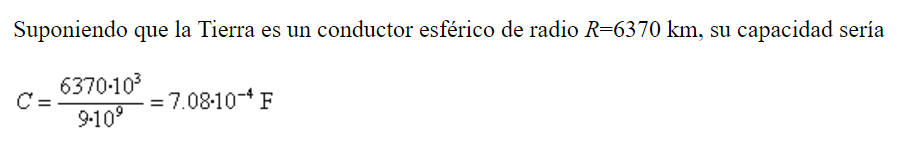 Suponiendo que la Tierra es un conductor esférico de radio R=6370 km, su capacidad sería
C = 6370·10³ / 9·10⁹ = 7.08·10⁻⁴ F